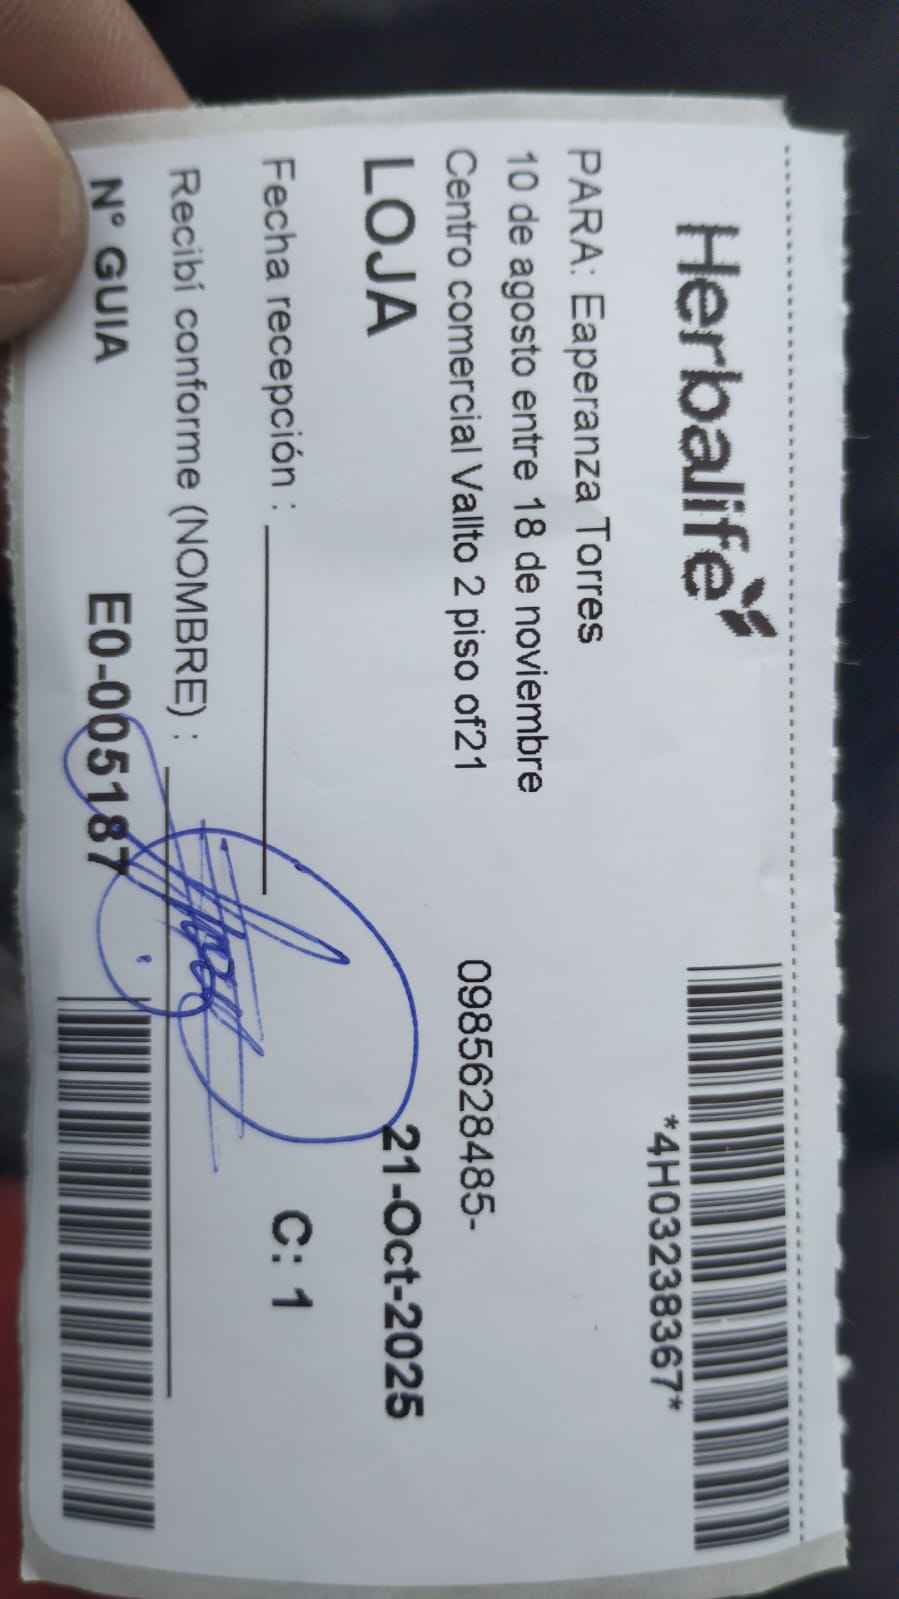 Herbalife
*4H03238367*
PARA: Eaperanza Torres
10 de agosto entre 18 de noviembre
Centro comercial Vallto 2 piso of21
0985628485-
LOJA
21-Oct-2025
Fecha recepción :
C: 1
Recibí conforme (NOMBRE) :
N° GUIA
E0-005187